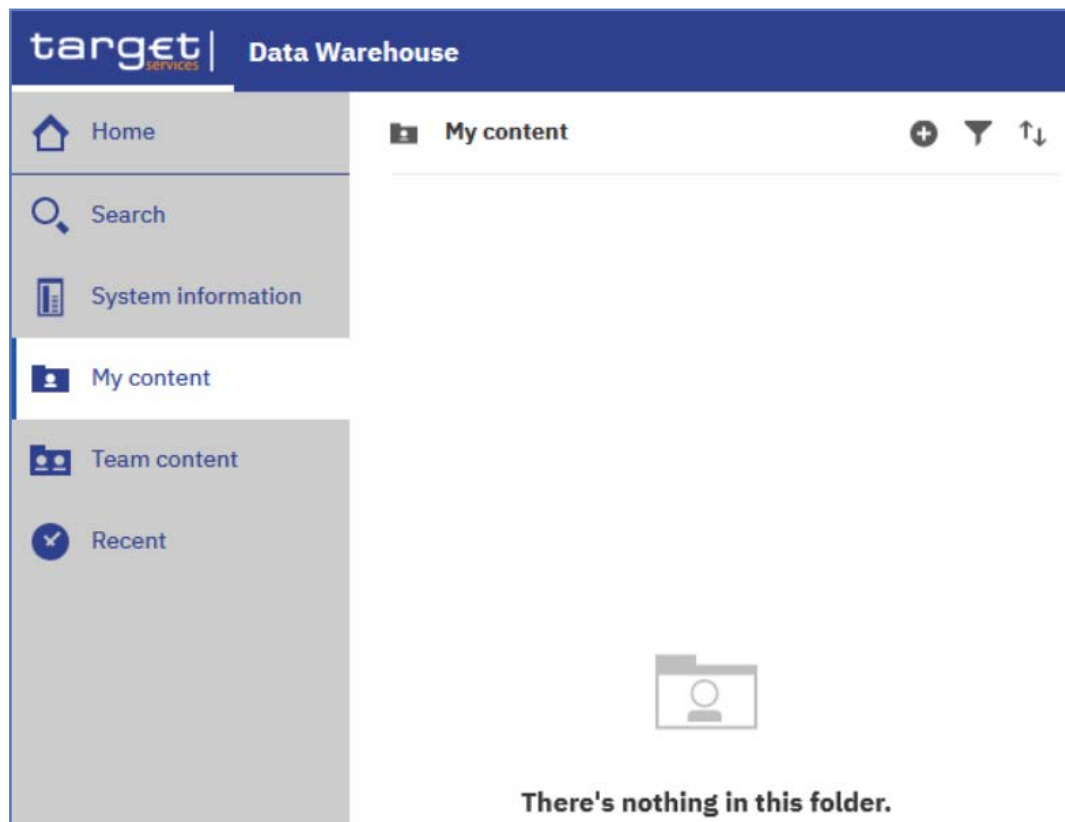 target| Data Warehouse
services
Home
My content
Search
System information
My content
Team content
Recent
There's nothing in this folder.